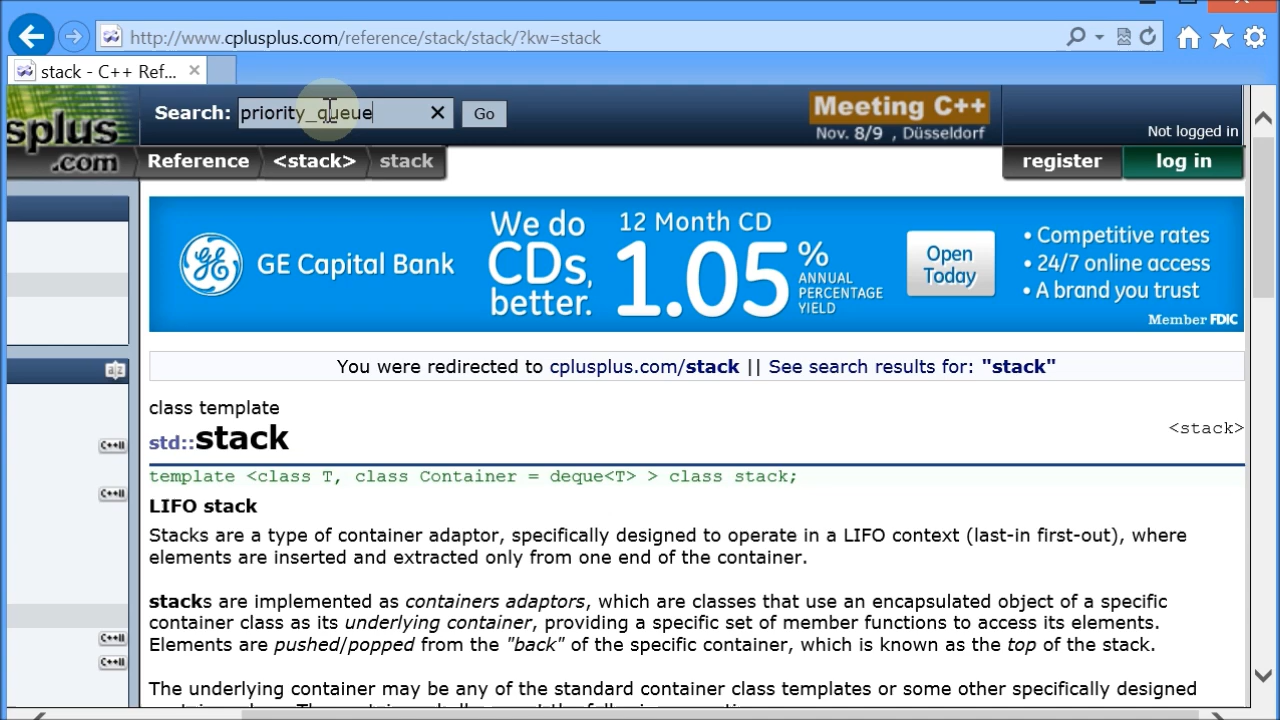 http://www.cplusplus.com/reference/stack/stack/?kw=stack
stack - C++ Ref...
Search: priority_queue Go
Meeting C++
Nov. 8/9 , Düsseldorf
Not logged in
splus
.com
Reference <stack> stack
register log in
GE Capital Bank
We do
CDs,
better.
12 Month CD
1.05%
ANNUAL
PERCENTAGE
YIELD
Open
Today
• Competitive rates
• 24/7 online access
• A brand you trust
Member FDIC
You were redirected to cplusplus.com/stack || See search results for: "stack"
class template
std::stack
<stack>
template <class T, class Container = deque<T> > class stack;
LIFO stack
Stacks are a type of container adaptor, specifically designed to operate in a LIFO context (last-in first-out), where
elements are inserted and extracted only from one end of the container.
stacks are implemented as containers adaptors, which are classes that use an encapsulated object of a specific
container class as its underlying container, providing a specific set of member functions to access its elements.
Elements are pushed/popped from the "back" of the specific container, which is known as the top of the stack.
The underlying container may be any of the standard container class templates or some other specifically designed
a|z
C++11
C++11
C++11
C++11